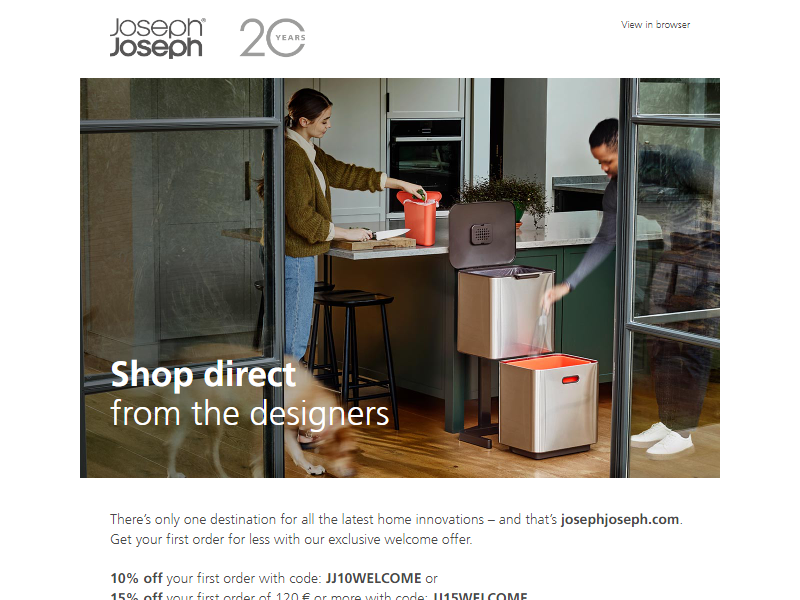 Joseph®
Joseph
20 YEARS
View in browser
Shop direct
from the designers
There's only one destination for all the latest home innovations – and that's josephjoseph.com.
Get your first order for less with our exclusive welcome offer.
10% off your first order with code: JJ10WELCOME or
15% off your first order of 120 € or more with code: JJ15WELCOME